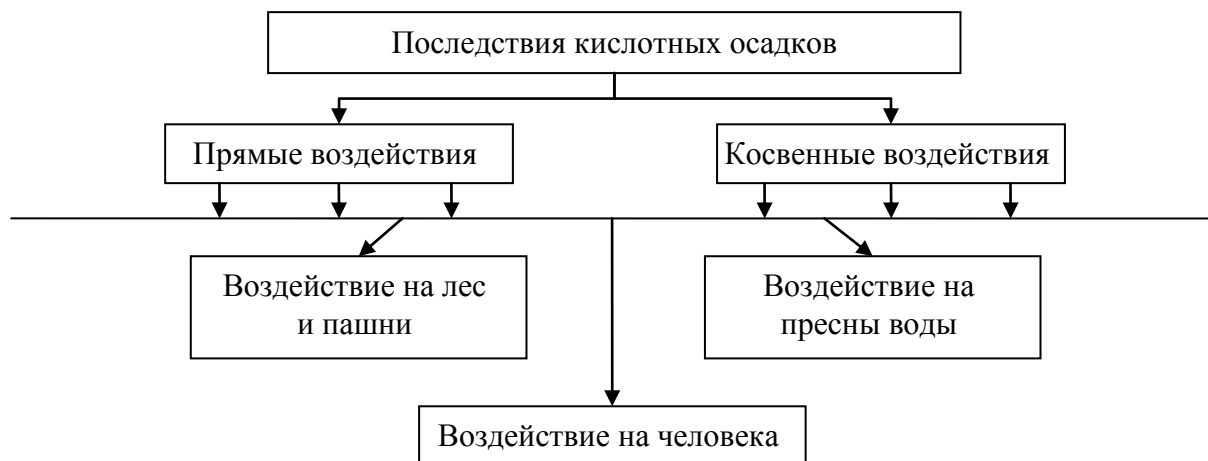 Последствия кислотных осадков
Прямые воздействия
Косвенные воздействия
Воздействие на лес
и пашни
Воздействие на
пресны воды
Воздействие на человека